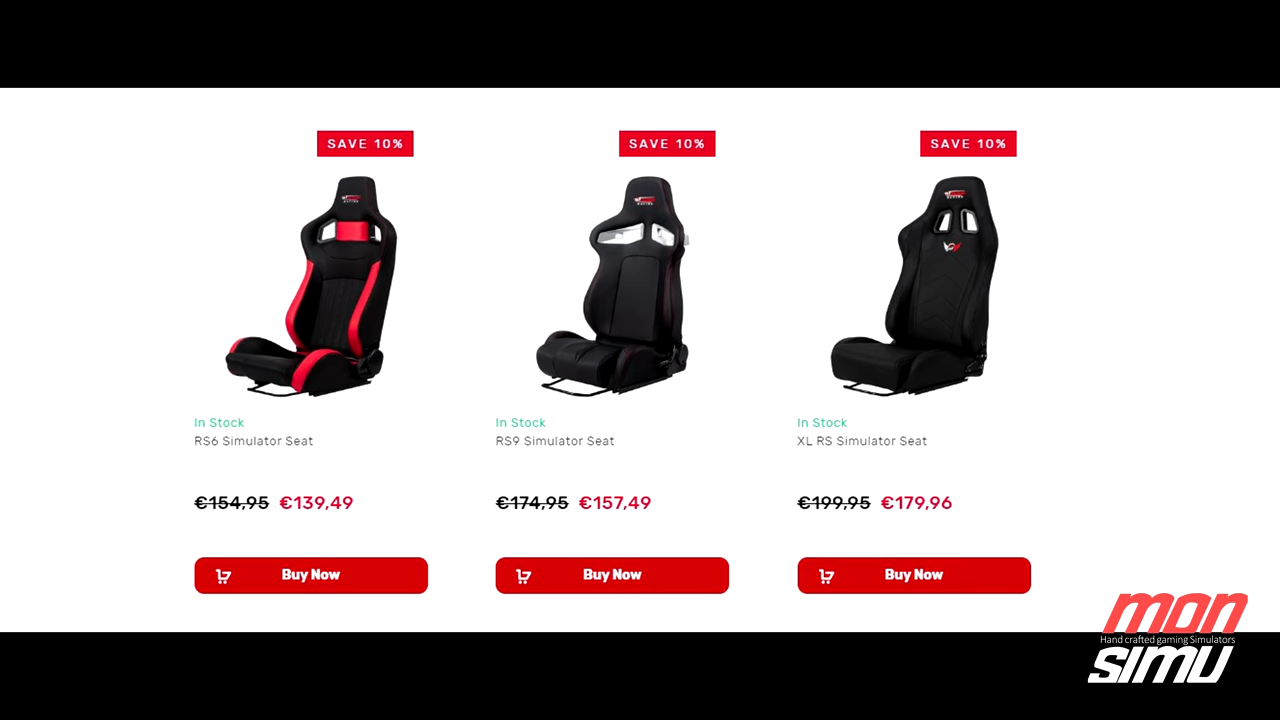 SAVE 10% SAVE 10% SAVE 10%
In Stock In Stock In Stock
RS6 Simulator Seat RS9 Simulator Seat XL RS Simulator Seat
€154,95 €139,49 €174,95 €157,49 €199,95 €179,96
Buy Now Buy Now Buy Now
mon
Hand crafted gaming Simulators
simu